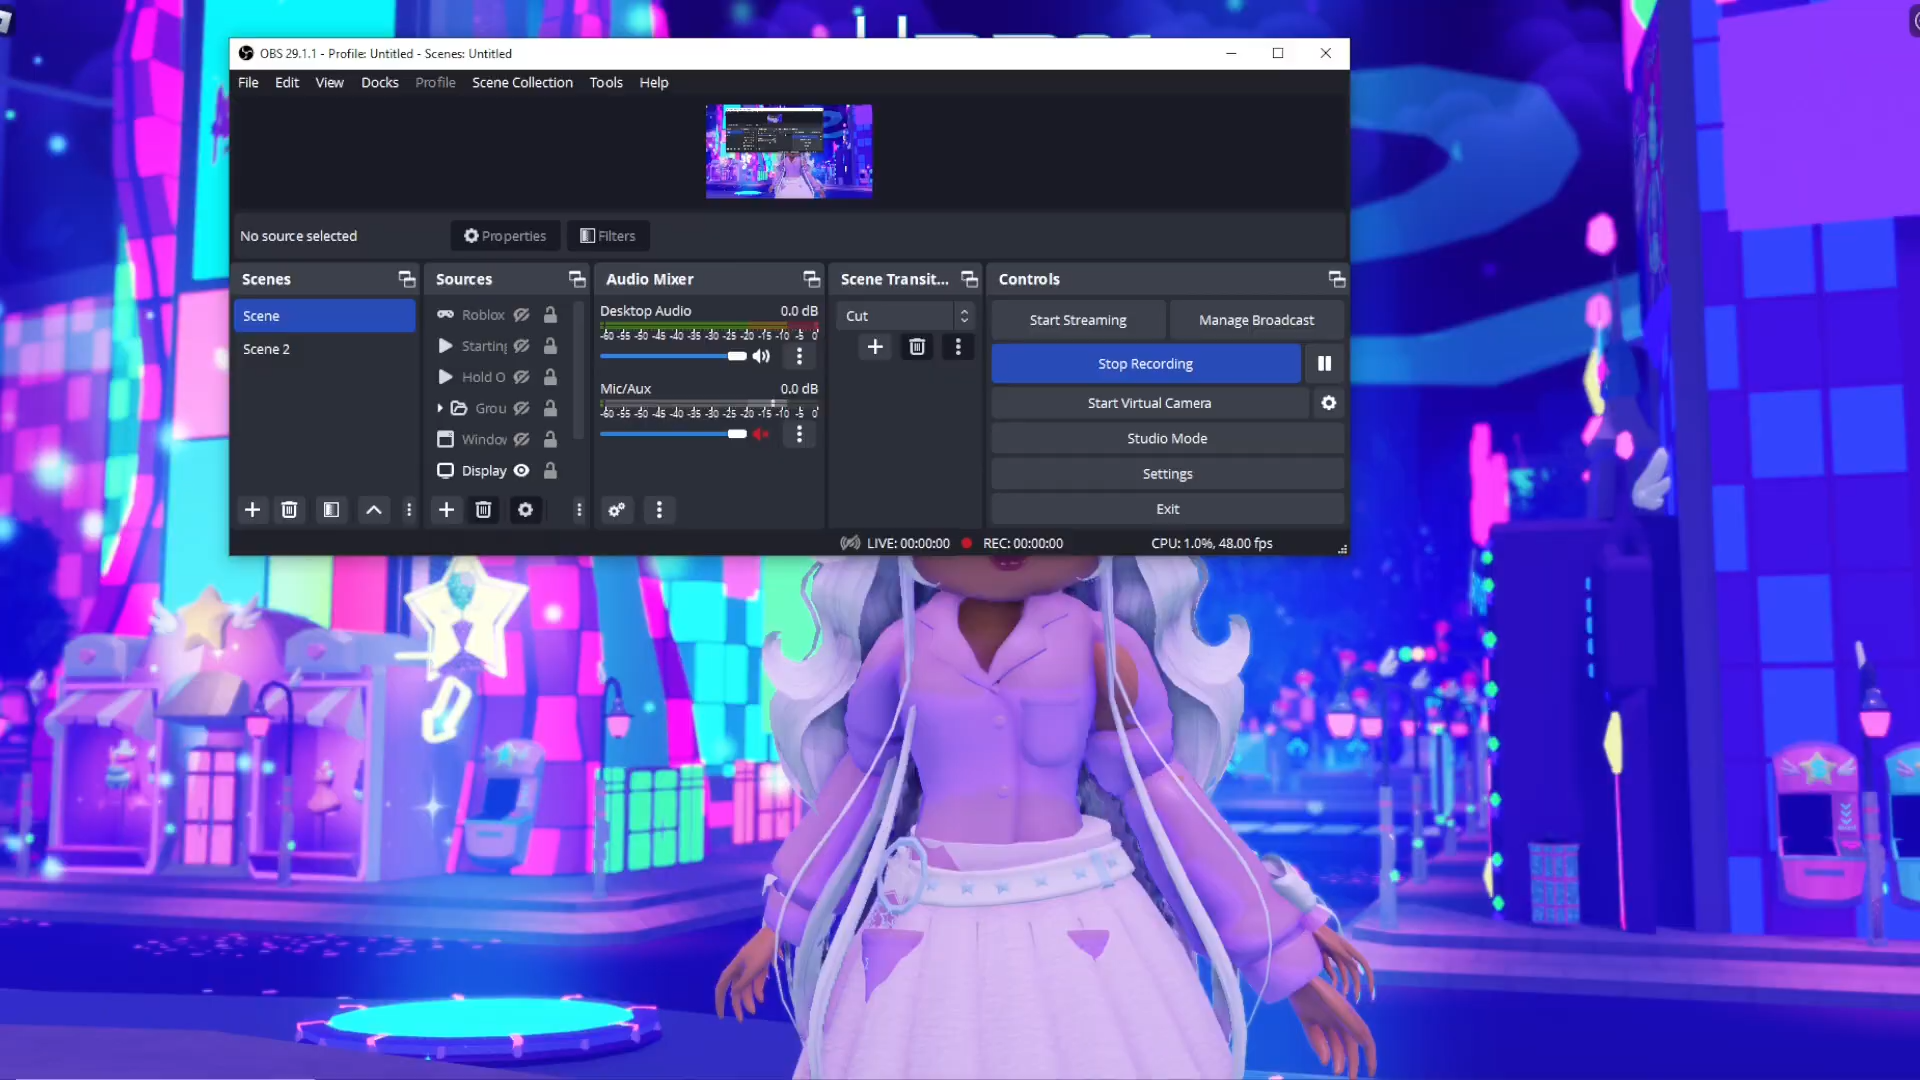 OBS 29.1.1 - Profile: Untitled - Scenes: Untitled
File Edit View Docks Profile Scene Collection Tools Help
No source selected Properties Filters
Scenes
Scene
Scene 2
Sources
Roblox
Starting
Hold O
Grou
Window
Display
Audio Mixer
Desktop Audio 0.0 dB
-60 -55 -50 -45 -40 -35 -30 -25 -20 -15 -10 -5 0
Mic/Aux 0.0 dB
-60 -55 -50 -45 -40 -35 -30 -25 -20 -15 -10 -5 0
Scene Transit...
Cut
Controls
Start Streaming Manage Broadcast
Stop Recording
Start Virtual Camera
Studio Mode
Settings
Exit
LIVE: 00:00:00 REC: 00:00:00 CPU: 1.0%, 48.00 fps